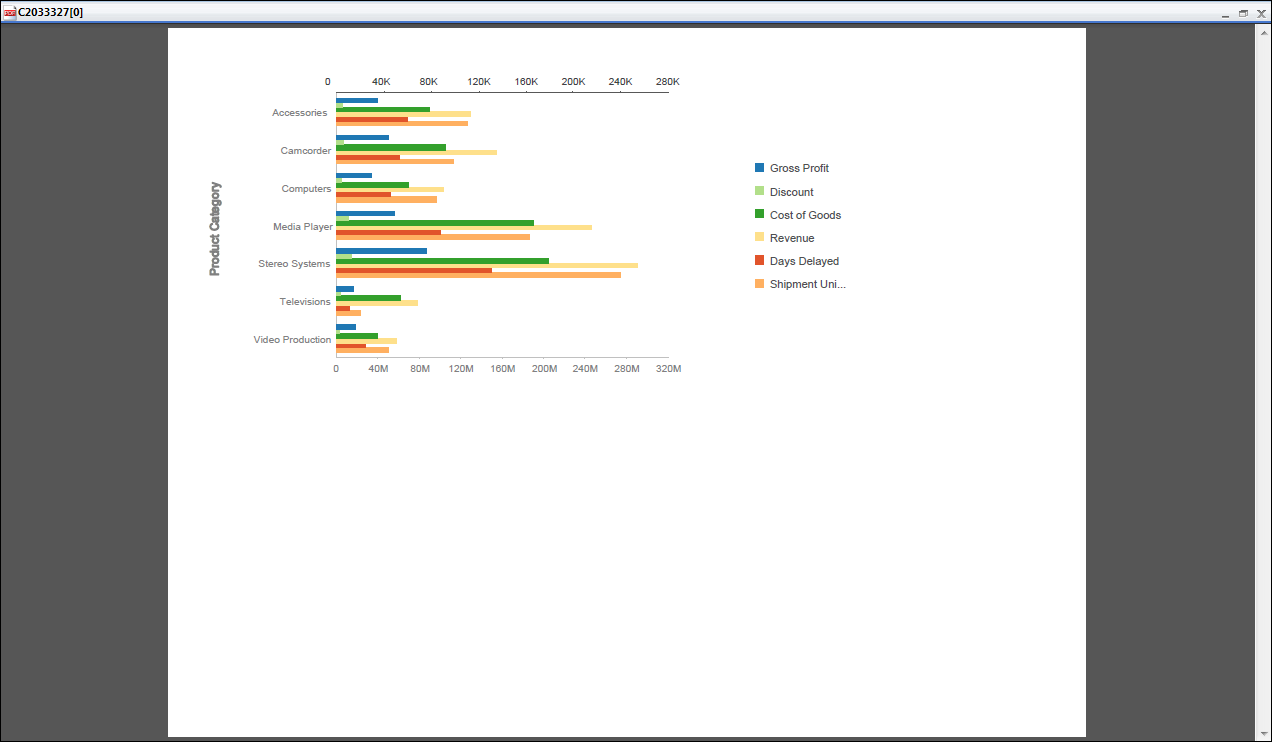 C2033327[0]
0 40K 80K 120K 160K 200K 240K 280K
Accessories
Camcorder
Computers
Media Player
Stereo Systems
Televisions
Video Production
Product Category
0 40M 80M 120M 160M 200M 240M 280M 320M
Gross Profit
Discount
Cost of Goods
Revenue
Days Delayed
Shipment Uni...